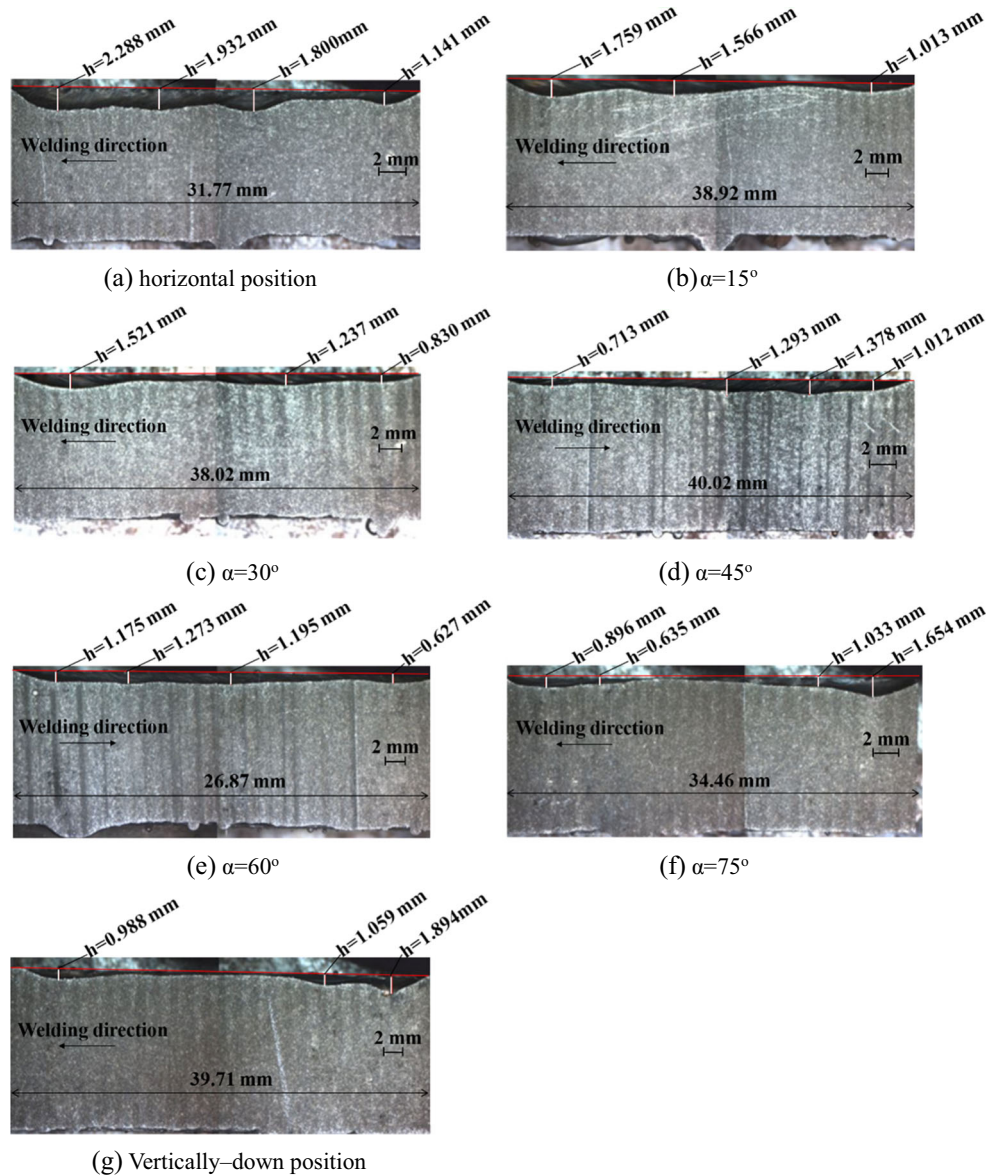 h=2.288 mm
h=1.932 mm
h=1.800mm
h=1.141 mm
Welding direction
2 mm
31.77 mm
(a) horizontal position
h=1.759 mm
h=1.566 mm
h=1.013 mm
Welding direction
2 mm
38.92 mm
(b) α=15º
h=1.521 mm
h=1.237 mm
h=0.830 mm
Welding direction
2 mm
38.02 mm
(c) α=30º
h=0.713 mm
h=1.293 mm
h=1.378 mm
h=1.012 mm
Welding direction
2 mm
40.02 mm
(d) α=45º
h=1.175 mm
h=1.273 mm
h=1.195 mm
h=0.627 mm
Welding direction
2 mm
26.87 mm
(e) α=60º
h=0.896 mm
h=0.635 mm
h=1.033 mm
h=1.654 mm
Welding direction
2 mm
34.46 mm
(f) α=75º
h=0.988 mm
h=1.059 mm
h=1.894mm
Welding direction
2 mm
39.71 mm
(g) Vertically–down position